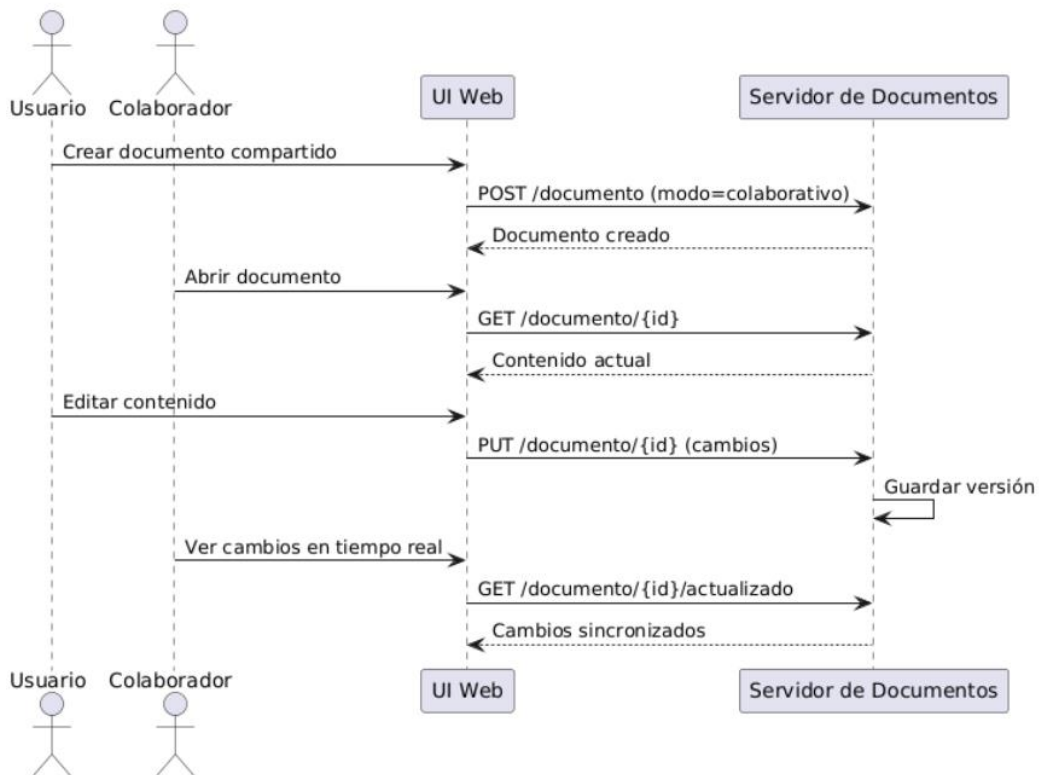 Usuario
Colaborador
UI Web
Servidor de Documentos
Crear documento compartido
POST /documento (modo=colaborativo)
Documento creado
Abrir documento
GET /documento/{id}
Contenido actual
Editar contenido
PUT /documento/{id} (cambios)
Guardar versión
Ver cambios en tiempo real
GET /documento/{id}/actualizado
Cambios sincronizados
Usuario
Colaborador
UI Web
Servidor de Documentos